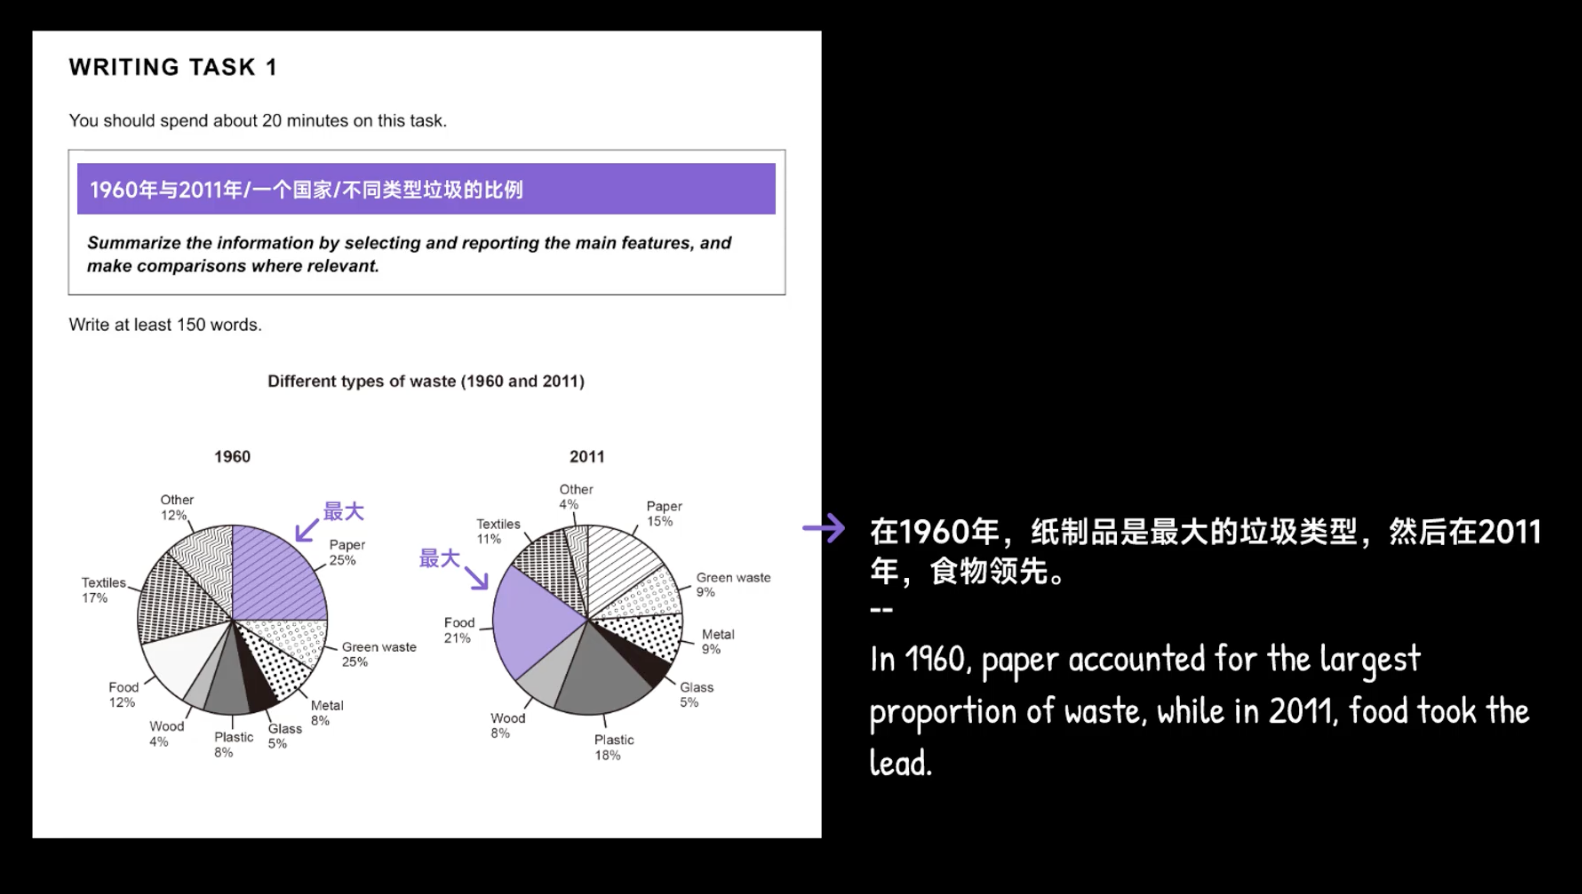 WRITING TASK 1
You should spend about 20 minutes on this task.
1960年与2011年/一个国家/不同类型垃圾的比例
Summarize the information by selecting and reporting the main features, and
make comparisons where relevant.
Write at least 150 words.
Different types of waste (1960 and 2011)
1960
Other
12%
最大
Paper
25%
Textiles
17%
Green waste
25%
Food
12%
Metal
8%
Wood
4%
Plastic
8%
Glass
5%
2011
Other
4%
Paper
15%
Textiles
11%
最大
Green waste
9%
Food
21%
Metal
9%
Glass
5%
Wood
8%
Plastic
18%
在1960年，纸制品是最大的垃圾类型，然后在2011
年，食物领先。
--
In 1960, paper accounted for the largest
proportion of waste, while in 2011, food took the
lead.